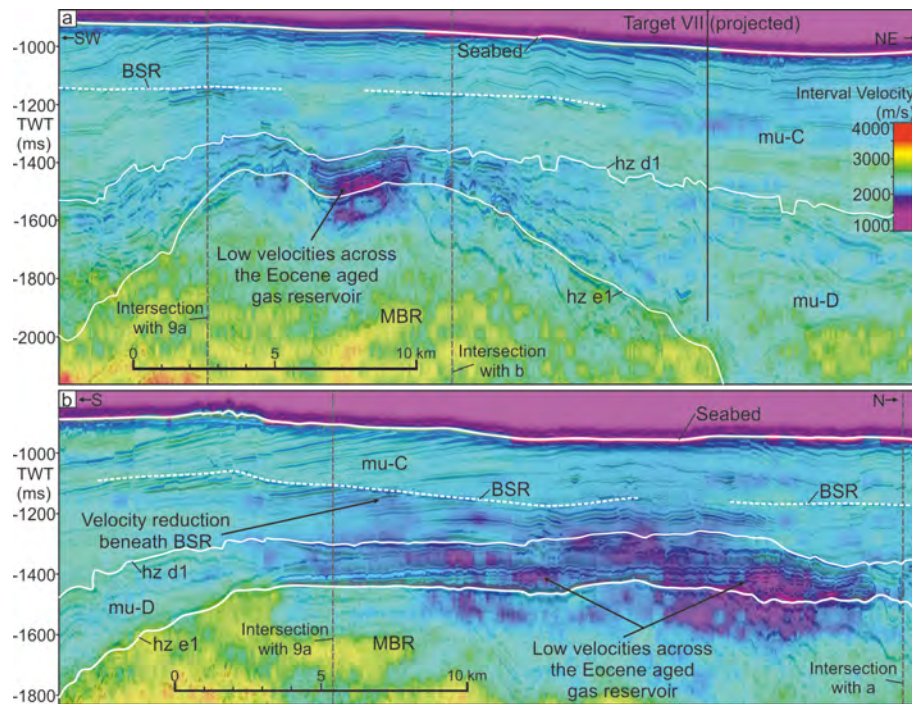 a
←SW
Target VII (projected)
NE→
Seabed
-1000
BSR
-1200
TWT
(ms)
-1400
-1600
-1800
-2000
Interval Velocity
(m/s)
4000
3000
2000
1000
mu-C
hz d1
Low velocities across
the Eocene aged
gas reservoir
hz e1
mu-D
MBR
Intersection
with 9a
0
5
10 km
Intersection
with b
b
←S
N→
Seabed
-1000
TWT
(ms)
-1200
-1400
-1600
-1800
mu-C
BSR
BSR
Velocity reduction
beneath BSR
hz d1
mu-D
hz e1
Intersection
with 9a
MBR
Low velocities across
the Eocene aged
gas reservoir
Intersection
with a
0
5
10 km